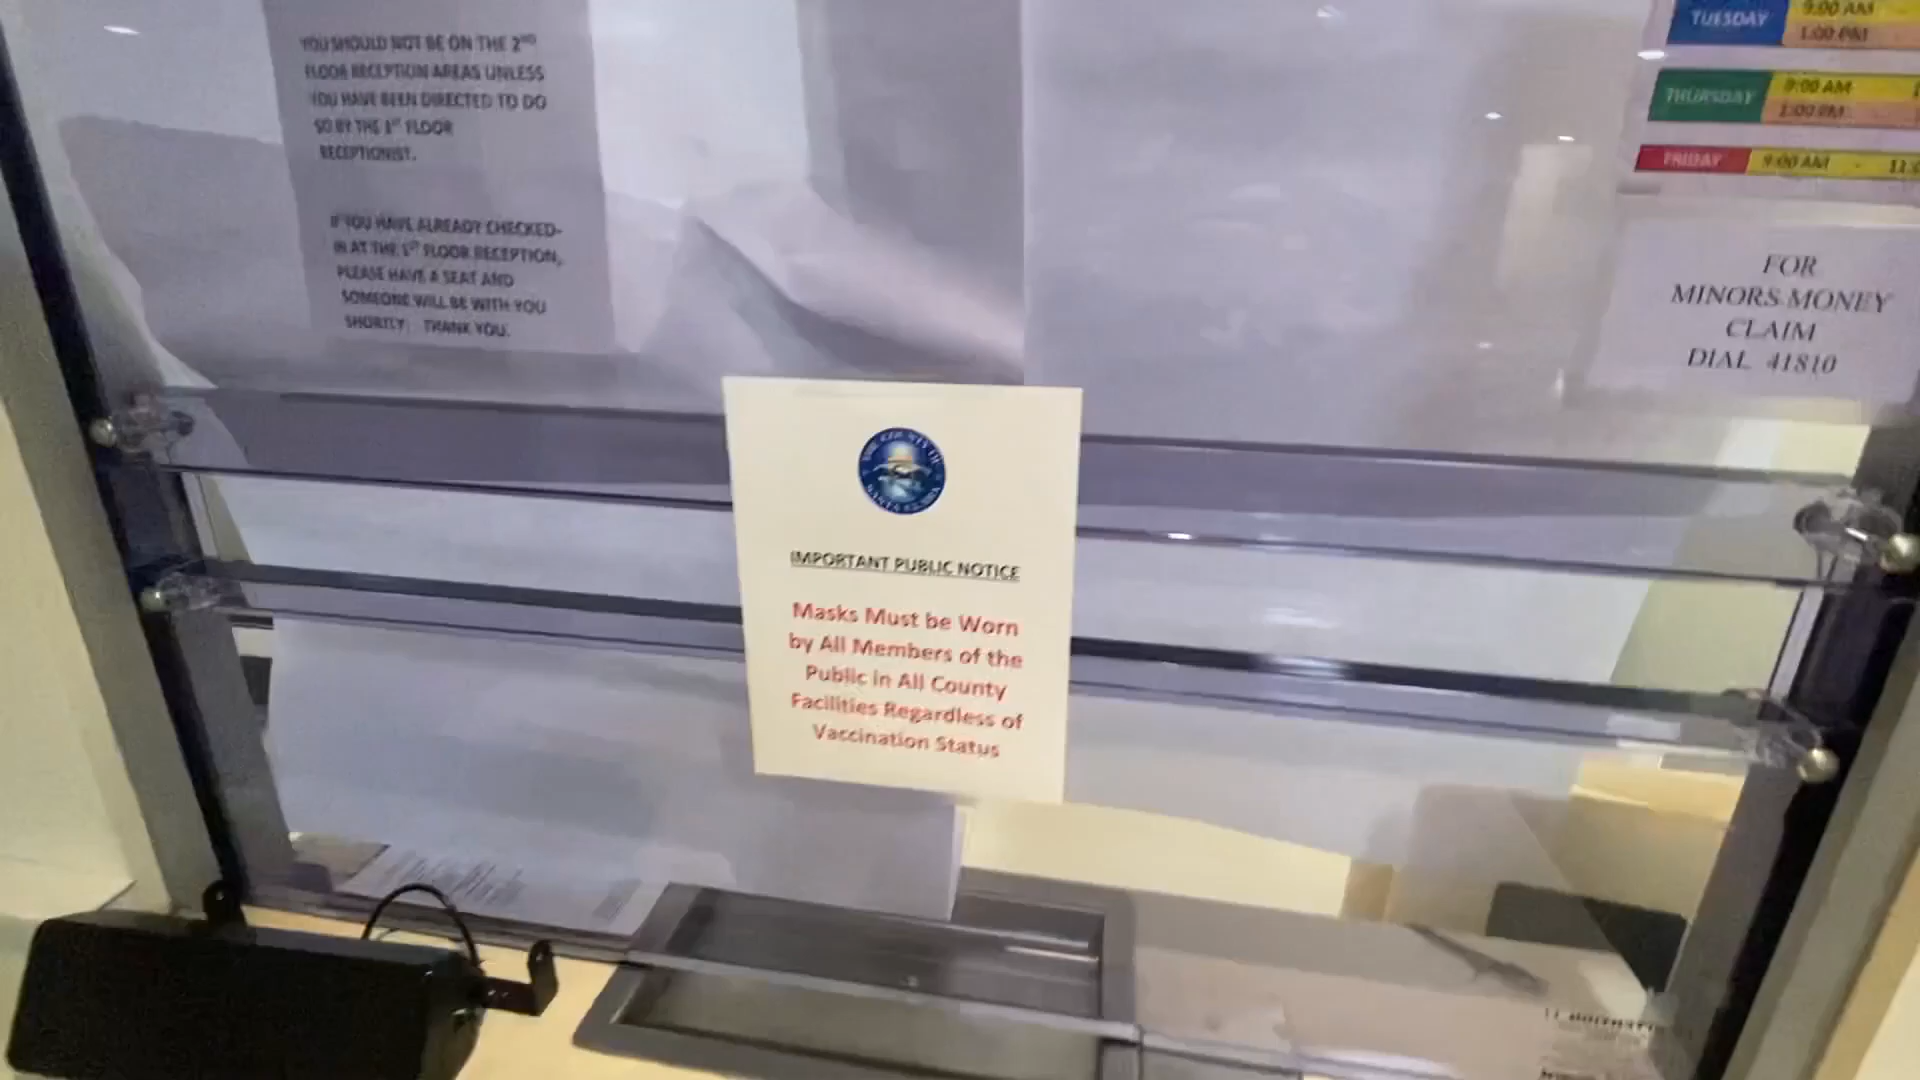 YOU SHOULD NOT BE ON THE 2ND
FLOOR RECEPTION AREAS UNLESS
YOU HAVE BEEN DIRECTED TO DO
SO BY THE 1ST FLOOR
RECEPTIONIST.
IF YOU HAVE ALREADY CHECKED-
IN AT THE 1ST FLOOR RECEPTION,
PLEASE HAVE A SEAT AND
SOMEONE WILL BE WITH YOU
SHORTLY. THANK YOU.
TUESDAY 9:00 AM
1:00 PM
THURSDAY 9:00 AM
1:00 PM
FRIDAY 9:00 AM -
FOR
MINORS MONEY
CLAIM
DIAL 41810
THE COUNTY OF
IMPORTANT PUBLIC NOTICE
Masks Must be Worn
by All Members of the
Public in All County
Facilities Regardless of
Vaccination Status